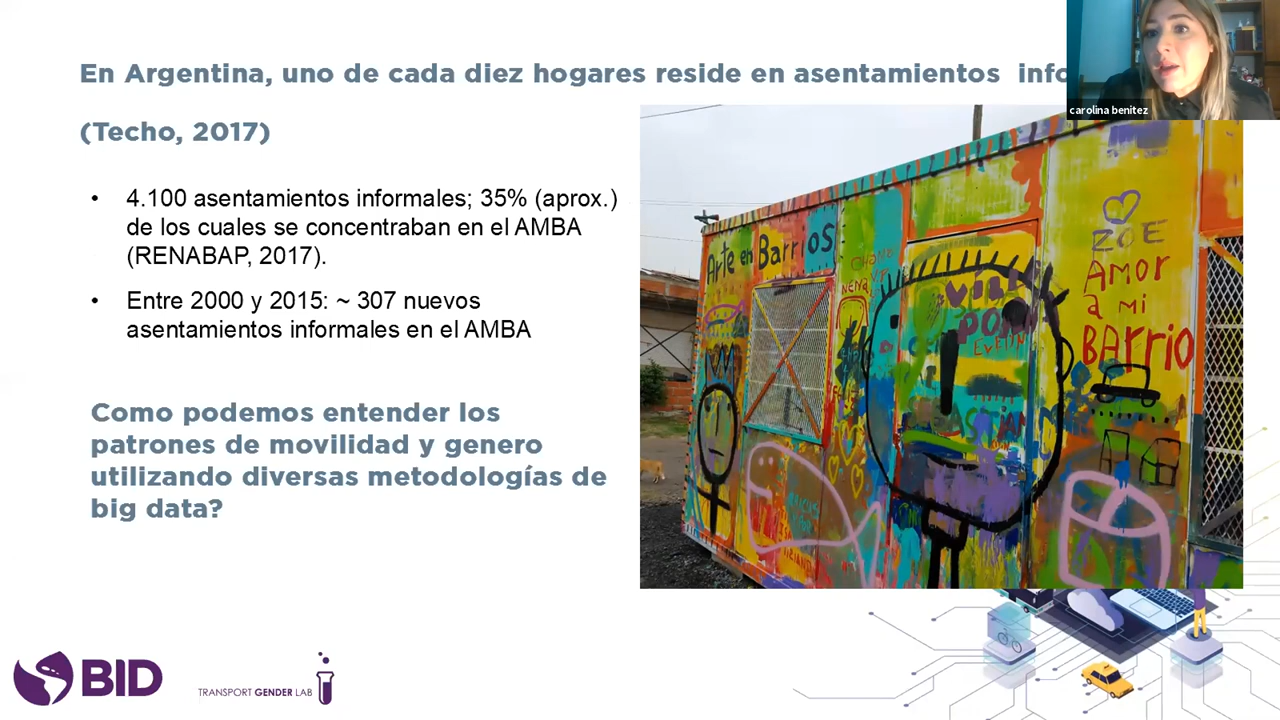 En Argentina, uno de cada diez hogares reside en asentamientos
(Techo, 2017)
carolina benitez
• 4.100 asentamientos informales; 35% (aprox.)
de los cuales se concentraban en el AMBA
(RENABAP, 2017).
• Entre 2000 y 2015: ~ 307 nuevos
asentamientos informales en el AMBA
Como podemos entender los
patrones de movilidad y genero
utilizando diversas metodologías de
big data?
Arte en Barrios
ZOE
AMOR
a mi
BARRIO
EVELYN
BID
TRANSPORT GENDER LAB